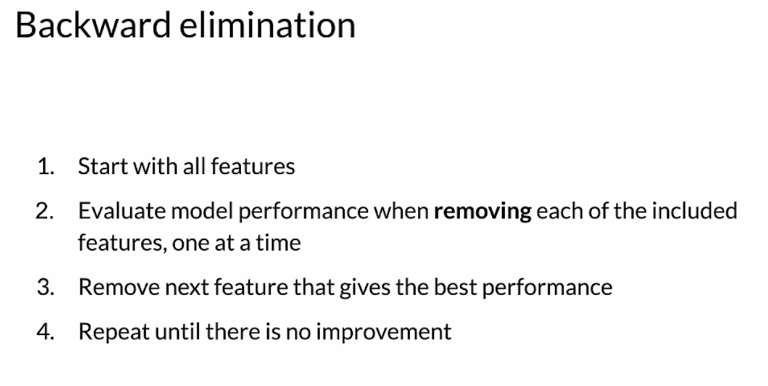 Backward elimination
1. Start with all features
2. Evaluate model performance when removing each of the included
features, one at a time
3. Remove next feature that gives the best performance
4. Repeat until there is no improvement